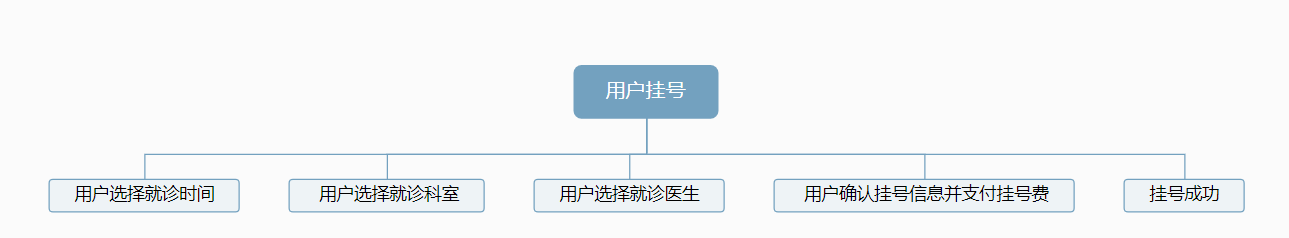 用户挂号
用户选择就诊时间
用户选择就诊科室
用户选择就诊医生
用户确认挂号信息并支付挂号费
挂号成功